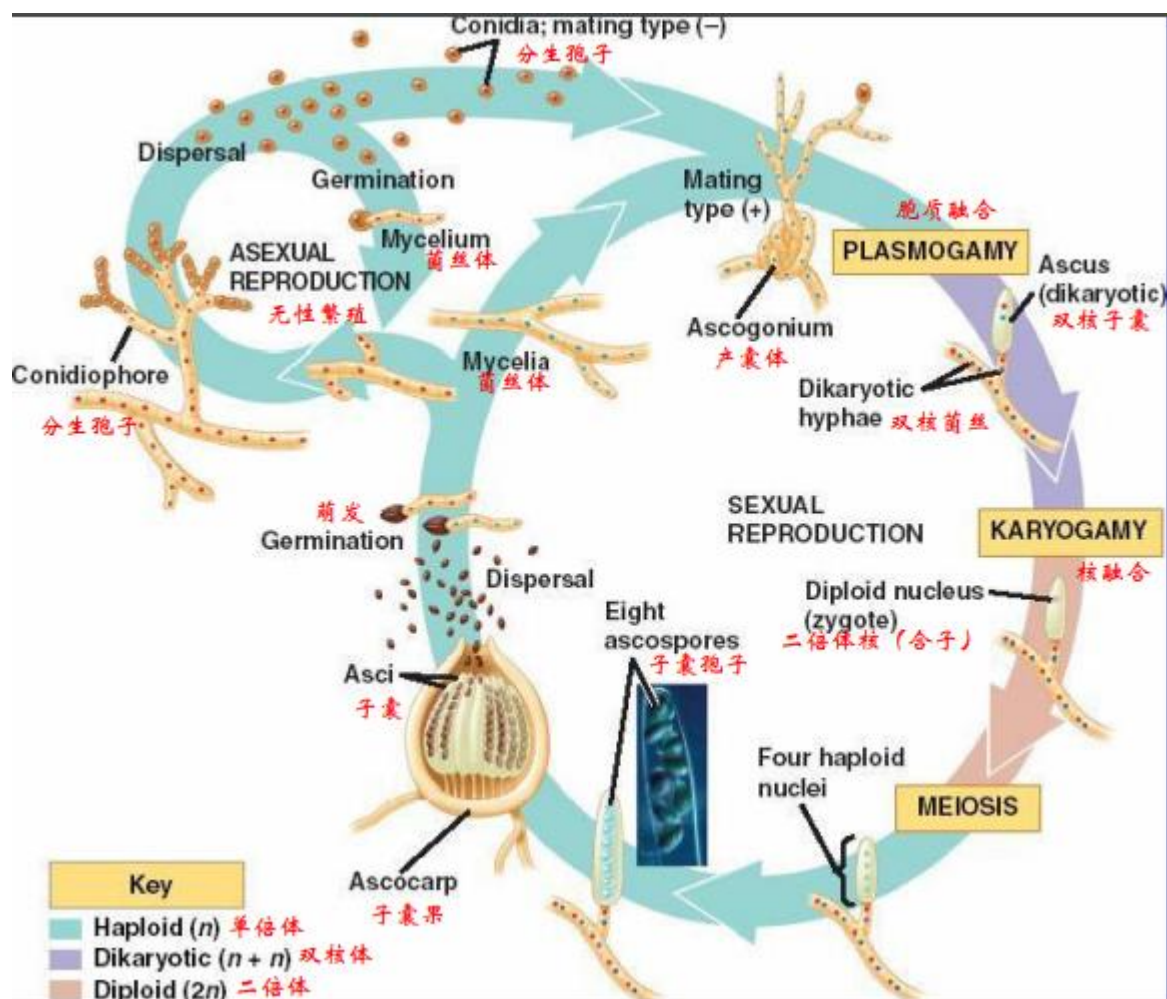 Conidia; mating type (–)
分生孢子
Dispersal
Germination
Mycelium
菌丝体
ASEXUAL
REPRODUCTION
无性繁殖
Conidiophore
分生孢子
Mycelia
菌丝体
Mating
type (+)
Ascogonium
产囊体
胞质融合
PLASMOGAMY
Ascus
(dikaryotic)
双核子囊
Dikaryotic
hyphae 双核菌丝
SEXUAL
REPRODUCTION
KARYOGAMY
核融合
Diploid nucleus
(zygote)
二倍体核（合子）
萌发
Germination
Dispersal
Asci
子囊
Eight
ascospores
子囊孢子
Four haploid
nuclei
MEIOSIS
Ascocarp
子囊果
Key
Haploid (n) 单倍体
Dikaryotic (n + n) 双核体
Diploid (2n) 二倍体